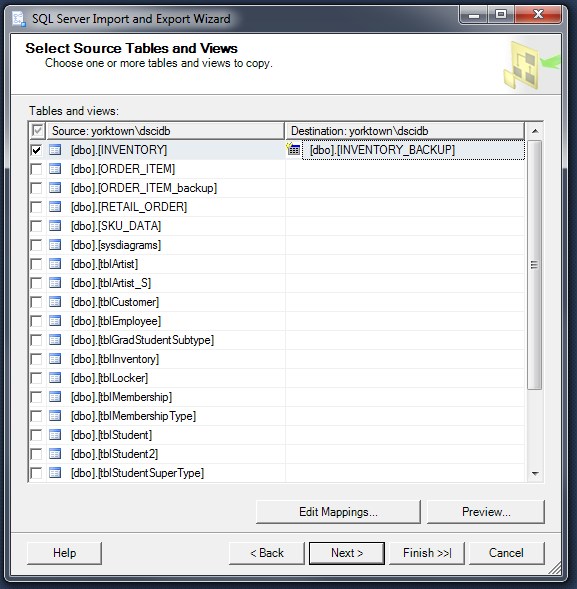 SQL Server Import and Export Wizard
Select Source Tables and Views
Choose one or more tables and views to copy.
Tables and views:
Source: yorktown\dscidb Destination: yorktown\dscidb
[dbo].[INVENTORY] [dbo].[INVENTORY_BACKUP]
[dbo].[ORDER_ITEM]
[dbo].[ORDER_ITEM_backup]
[dbo].[RETAIL_ORDER]
[dbo].[SKU_DATA]
[dbo].[sysdiagrams]
[dbo].[tblArtist]
[dbo].[tblArtist_S]
[dbo].[tblCustomer]
[dbo].[tblEmployee]
[dbo].[tblGradStudentSubtype]
[dbo].[tblInventory]
[dbo].[tblLocker]
[dbo].[tblMembership]
[dbo].[tblMembershipType]
[dbo].[tblStudent]
[dbo].[tblStudent2]
[dbo].[tblStudentSuperType]
Edit Mappings... Preview...
Help < Back Next > Finish >>| Cancel